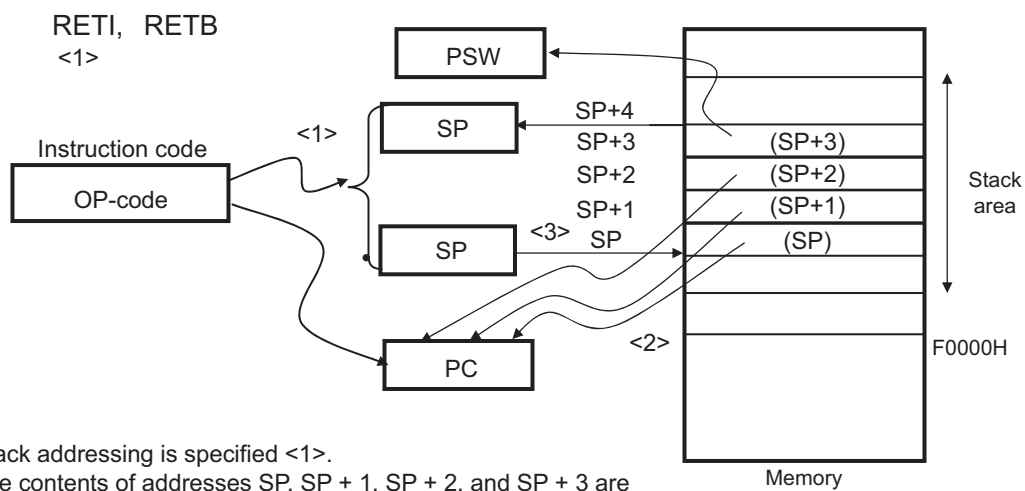 RETI, RETB
<1>
PSW
SP+4
<1>
SP
SP+3
(SP+3)
Instruction code
SP+2
(SP+2)
Stack
area
OP-code
SP+1
(SP+1)
<3>
SP
SP
(SP)
<2>
F0000H
PC
ack addressing is specified <1>.
e contents of addresses SP, SP + 1, SP + 2, and SP + 3 are
Memory